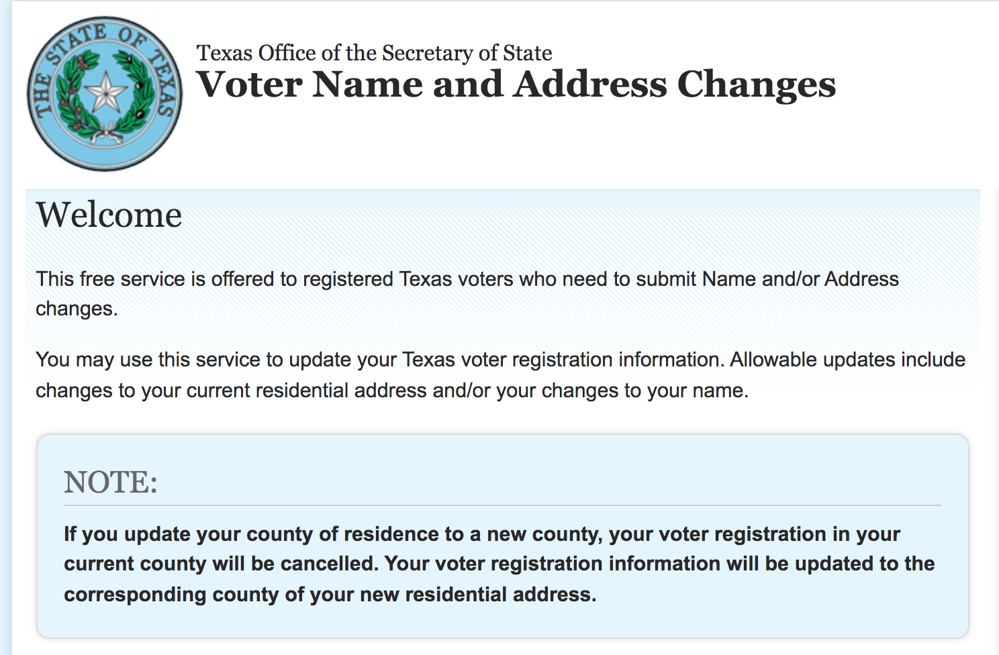 THE STATE OF TEXAS
Texas Office of the Secretary of State
Voter Name and Address Changes
Welcome
This free service is offered to registered Texas voters who need to submit Name and/or Address
changes.
You may use this service to update your Texas voter registration information. Allowable updates include
changes to your current residential address and/or your changes to your name.
NOTE:
If you update your county of residence to a new county, your voter registration in your
current county will be cancelled. Your voter registration information will be updated to the
corresponding county of your new residential address.